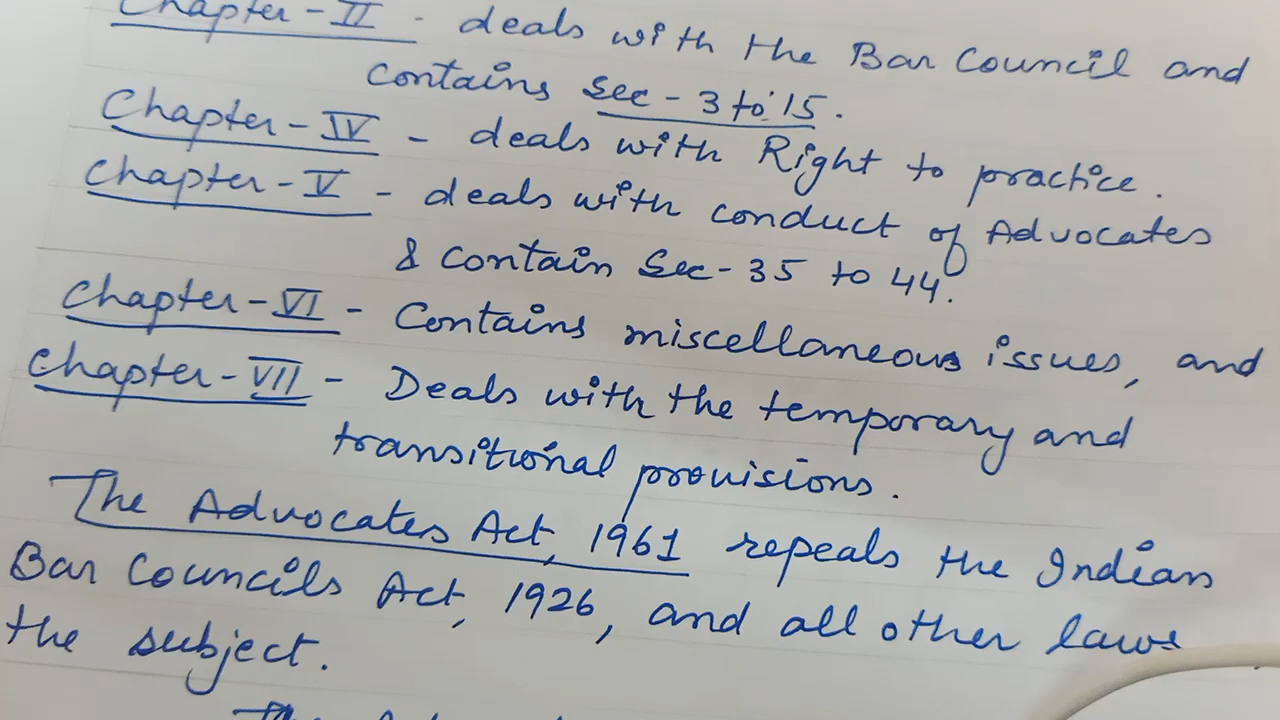 Chapter-II - deals with the Bar Council and
contains Sec-3 to 15.
Chapter-IV - deals with Right to practice.
Chapter-V - deals with conduct of Advocates
& contain Sec-35 to 44.
Chapter-VI - Contains miscellaneous issues, and
Chapter-VII - Deals with the temporary and
transitional provisions.
The Advocates Act, 1961 repeals the Indian
Bar Councils Act, 1926, and all other laws
the subject.
The